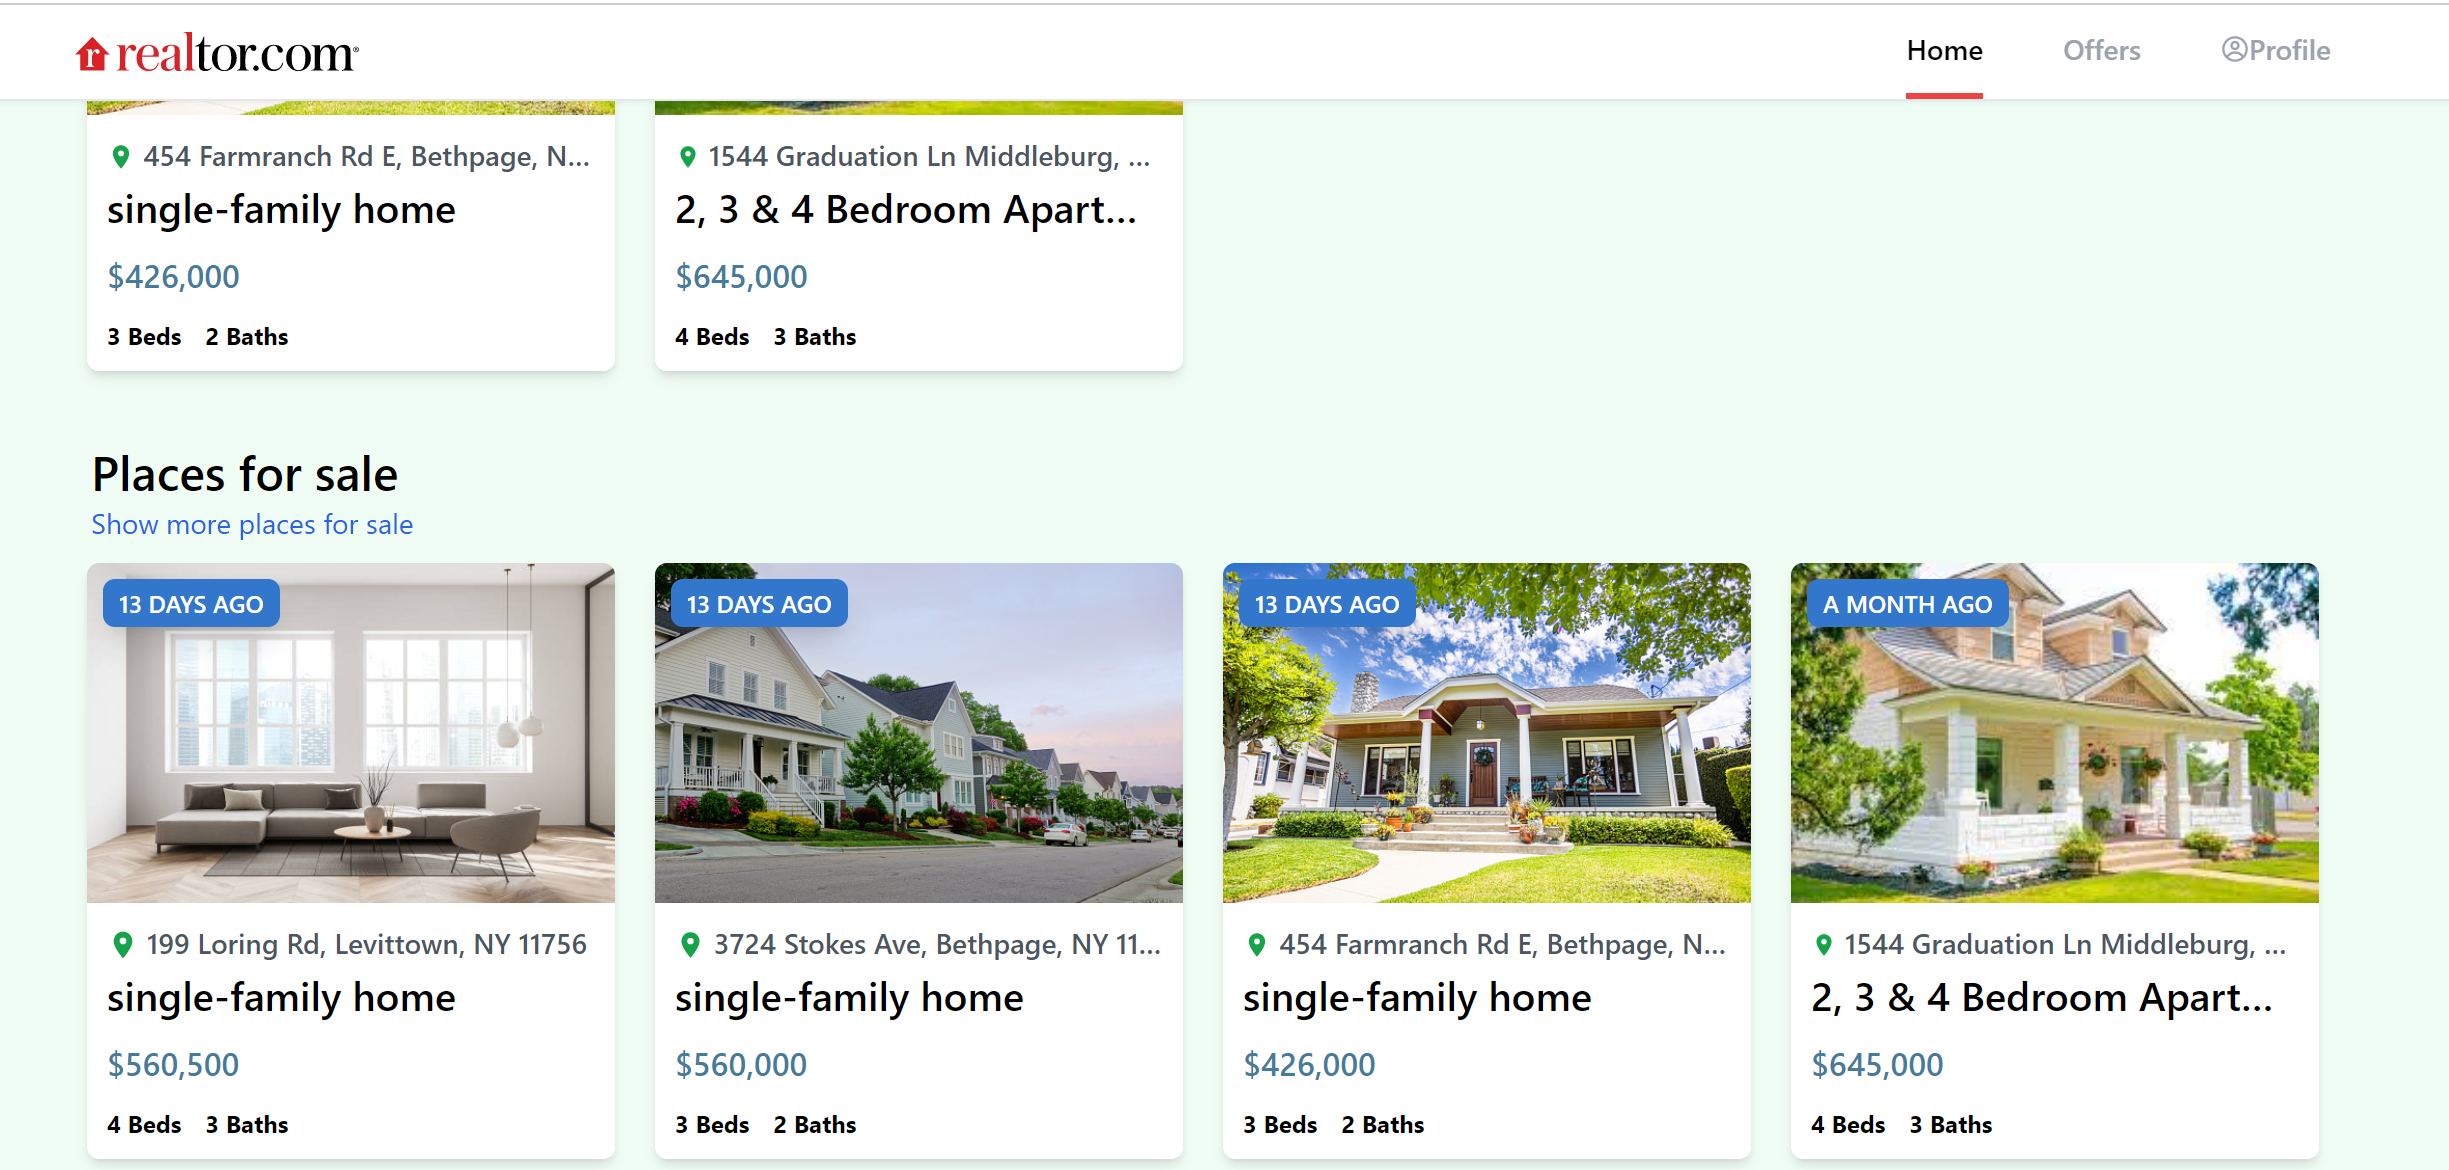 realtor.com®
Home
Offers
Profile
454 Farmranch Rd E, Bethpage, N...
single-family home
$426,000
3 Beds 2 Baths
1544 Graduation Ln Middleburg, ...
2, 3 & 4 Bedroom Apart...
$645,000
4 Beds 3 Baths
Places for sale
Show more places for sale
13 DAYS AGO
199 Loring Rd, Levittown, NY 11756
single-family home
$560,500
4 Beds 3 Baths
13 DAYS AGO
3724 Stokes Ave, Bethpage, NY 11...
single-family home
$560,000
3 Beds 2 Baths
13 DAYS AGO
454 Farmranch Rd E, Bethpage, N...
single-family home
$426,000
3 Beds 2 Baths
A MONTH AGO
1544 Graduation Ln Middleburg, ...
2, 3 & 4 Bedroom Apart...
$645,000
4 Beds 3 Baths